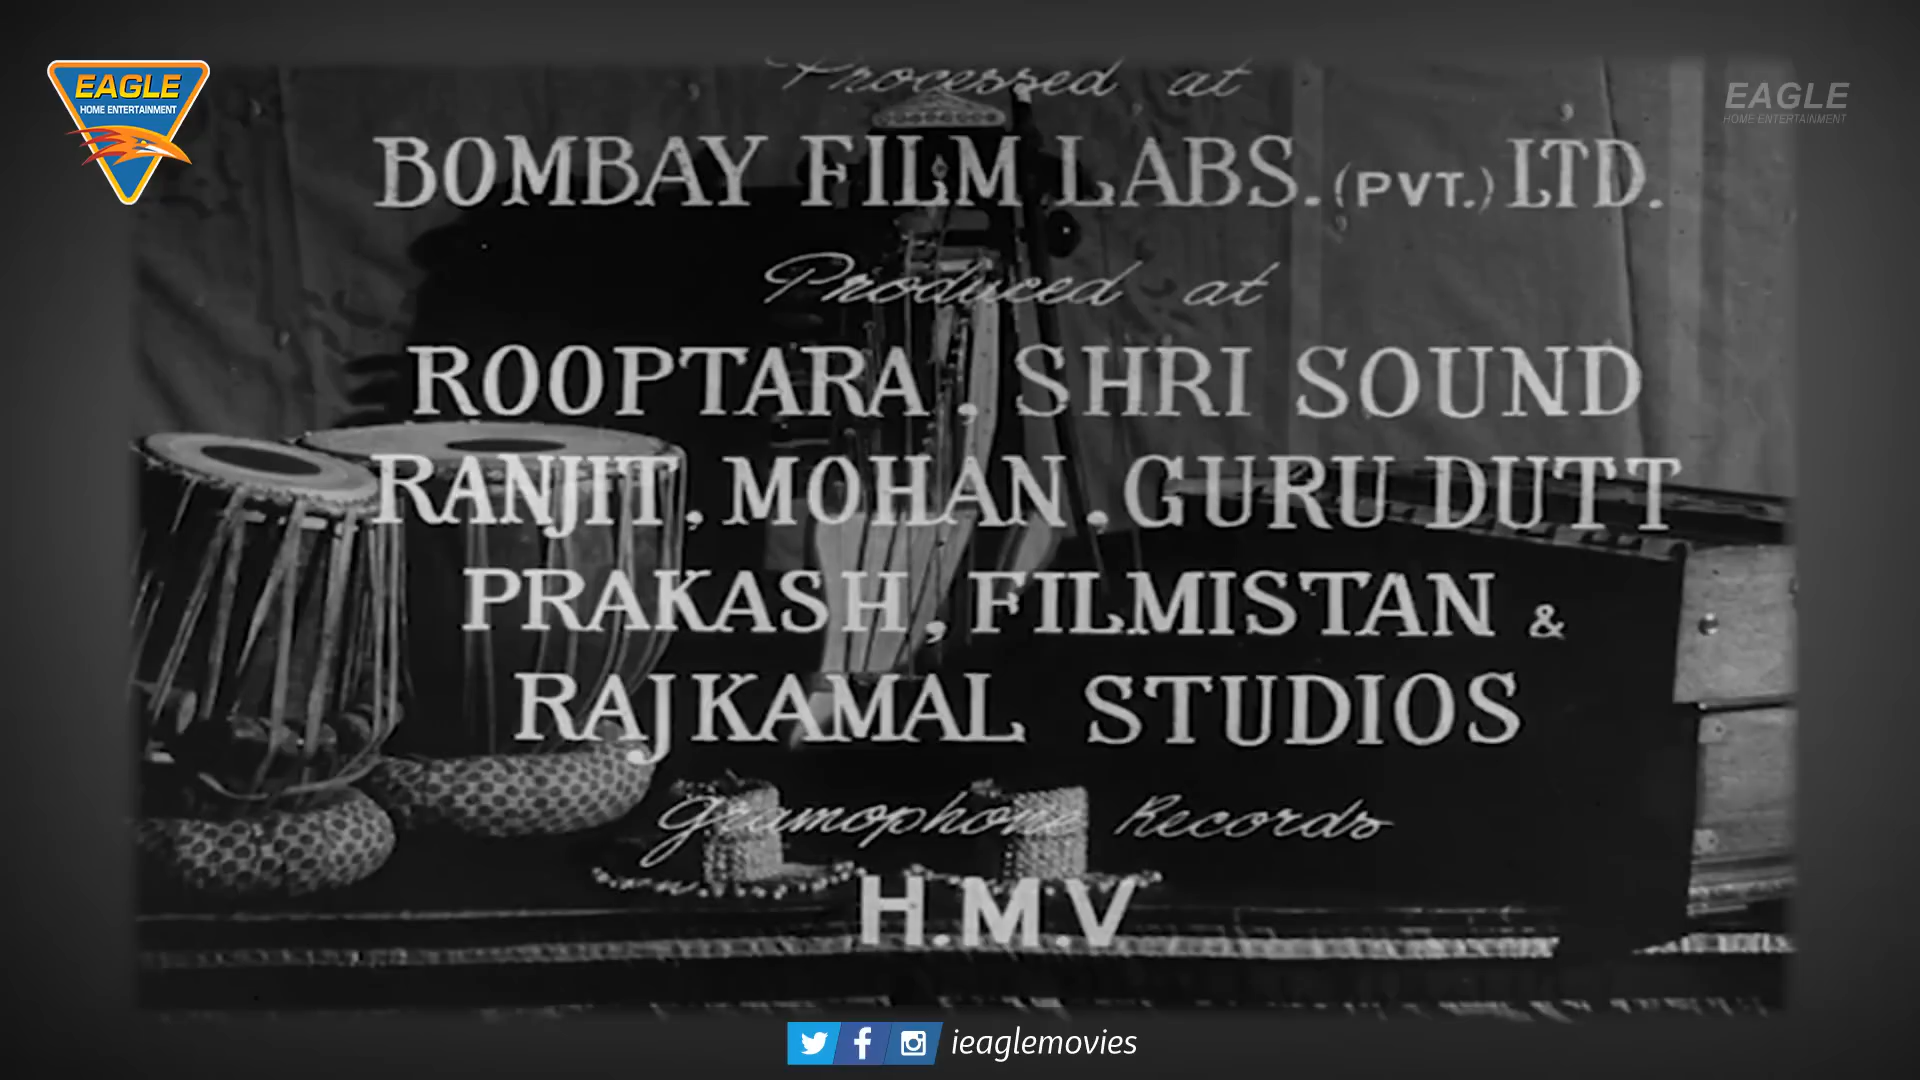 EAGLE
HOME ENTERTAINMENT
EAGLE
HOME ENTERTAINMENT
Processed at
BOMBAY FILM LABS. (PVT.) LTD.
Produced at
ROOPTARA, SHRI SOUND
RANJIT, MOHAN, GURU DUTT
PRAKASH, FILMISTAN &
RAJKAMAL STUDIOS
Gramophone Records
H.M.V
ieaglemovies